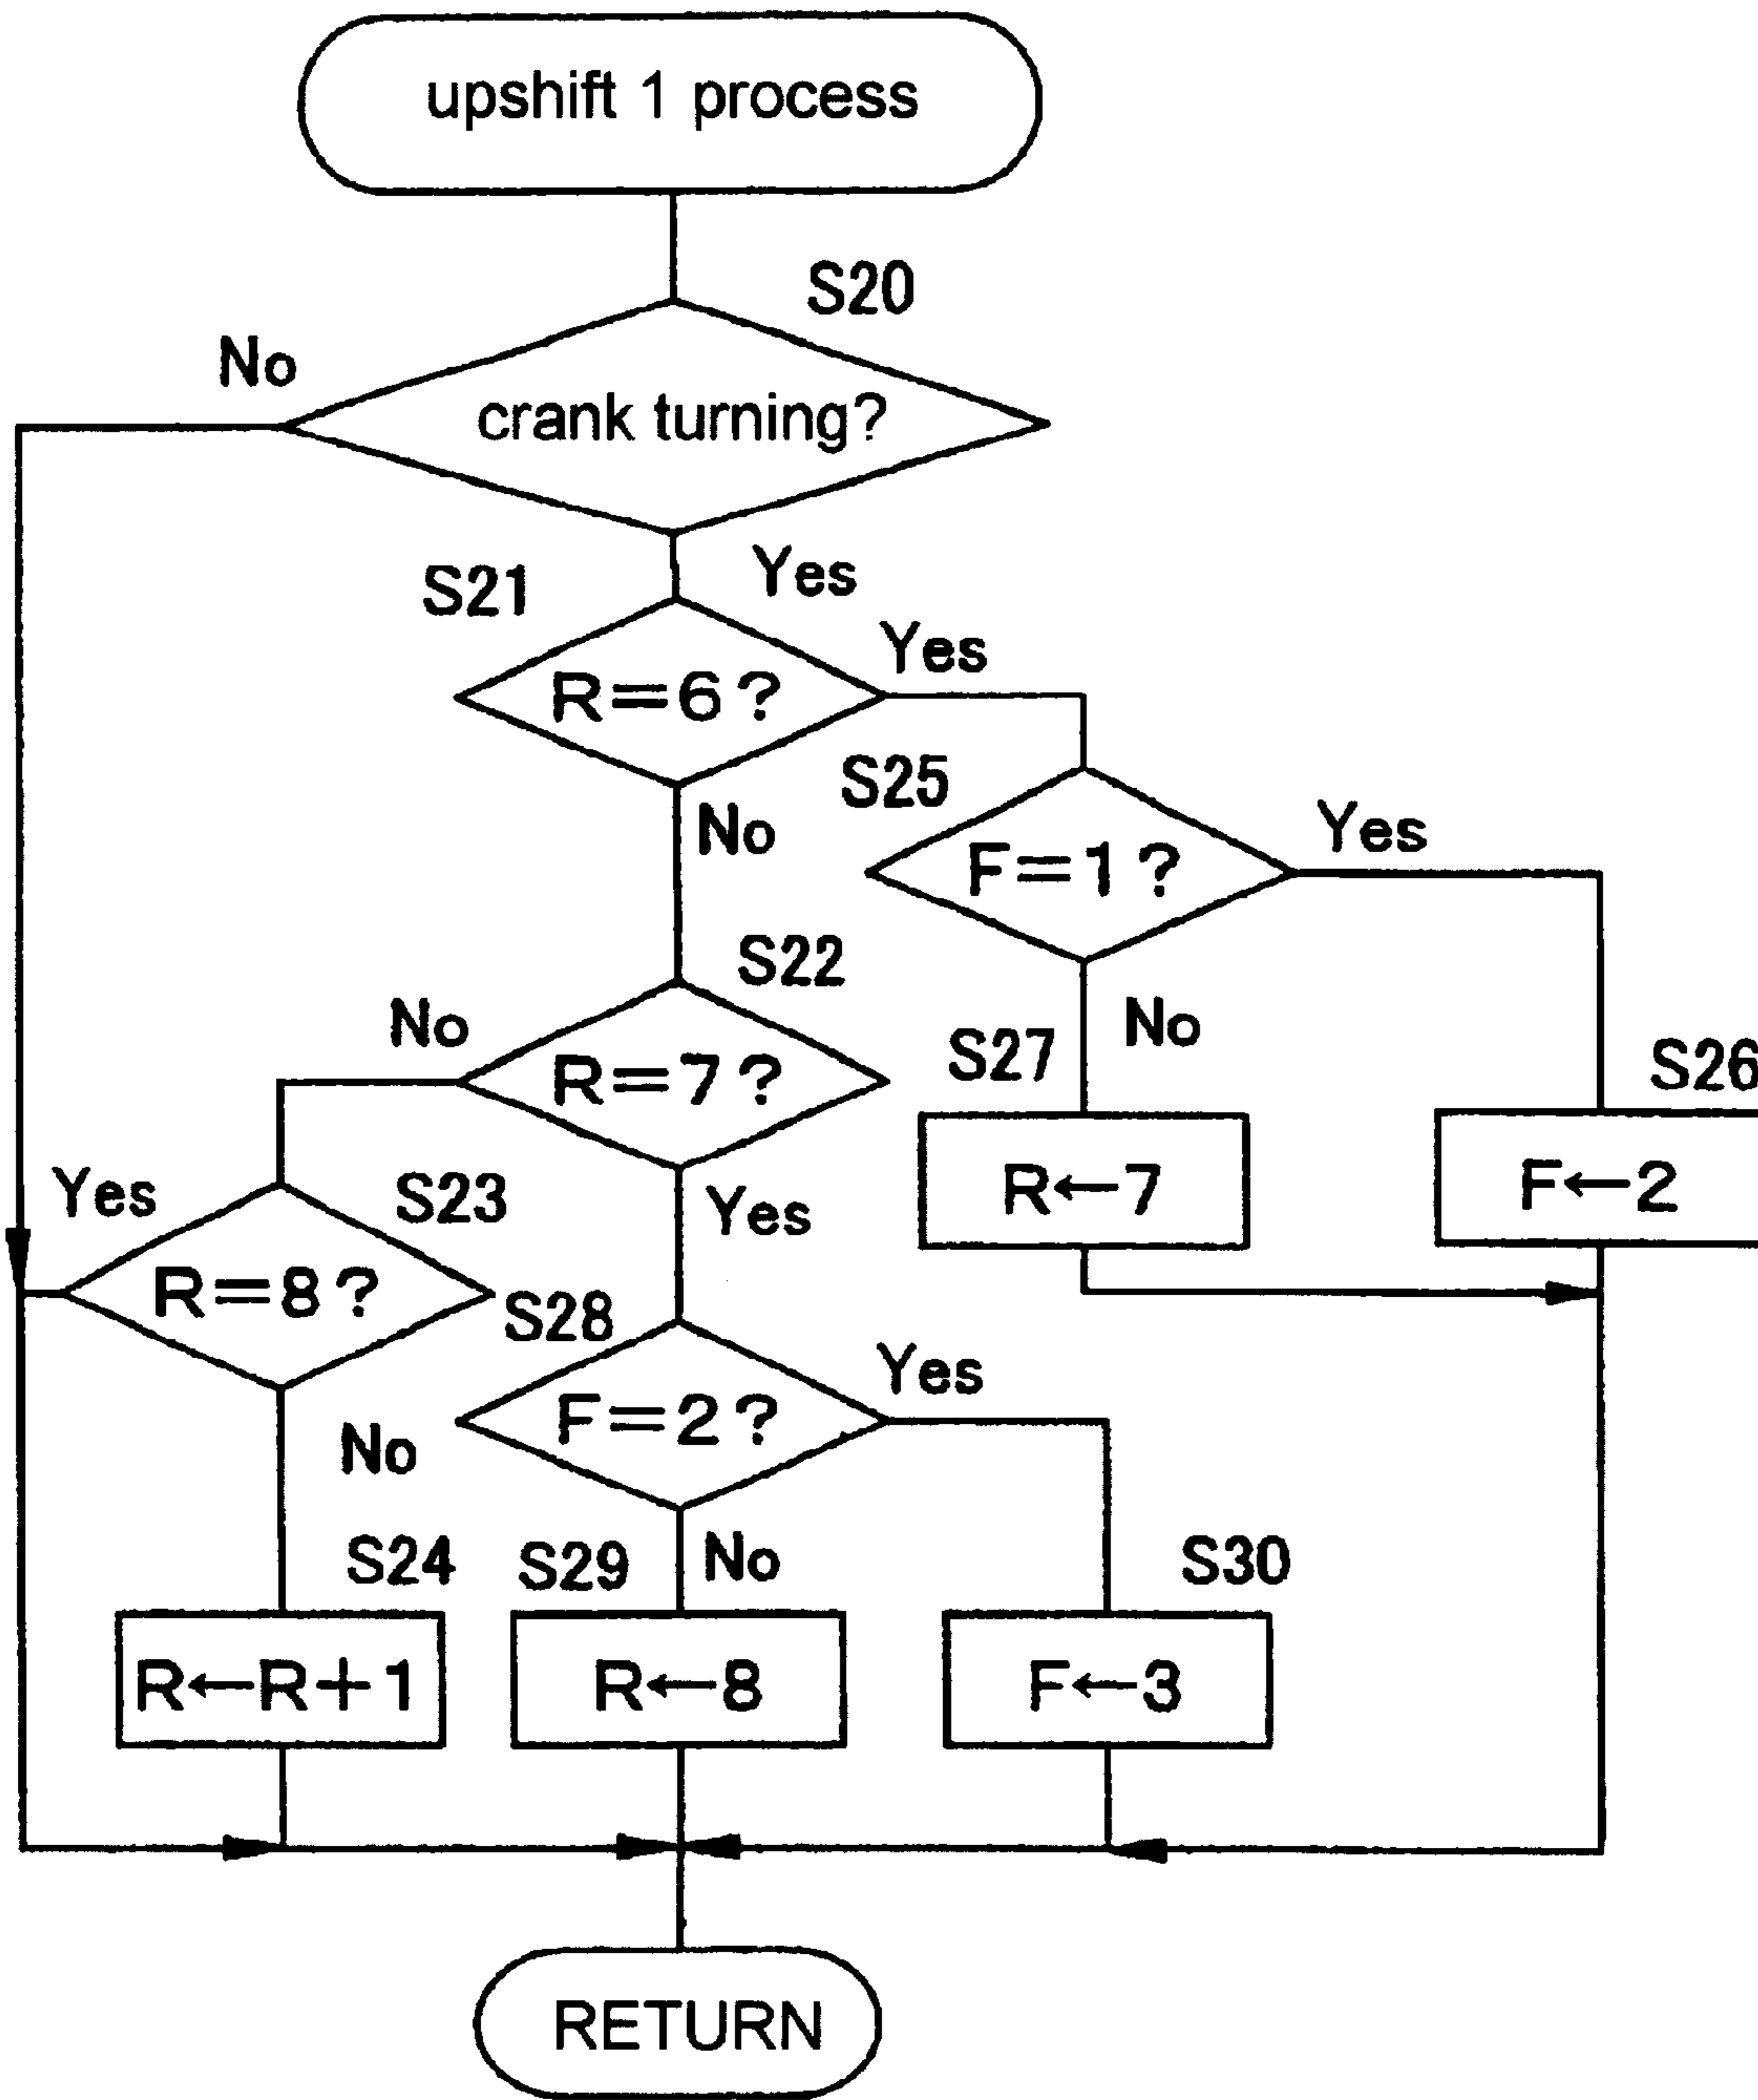 upshift 1 process
S20
No
crank turning?
Yes
S21
Yes
R=6?
S25
No
Yes
F=1?
S22
No
No
S27
R=7?
S26
Yes
S23
Yes
R←7
F←2
R=8?
S28
Yes
F=2?
No
S24
S29
No
S30
R←R+1
R←8
F←3
RETURN